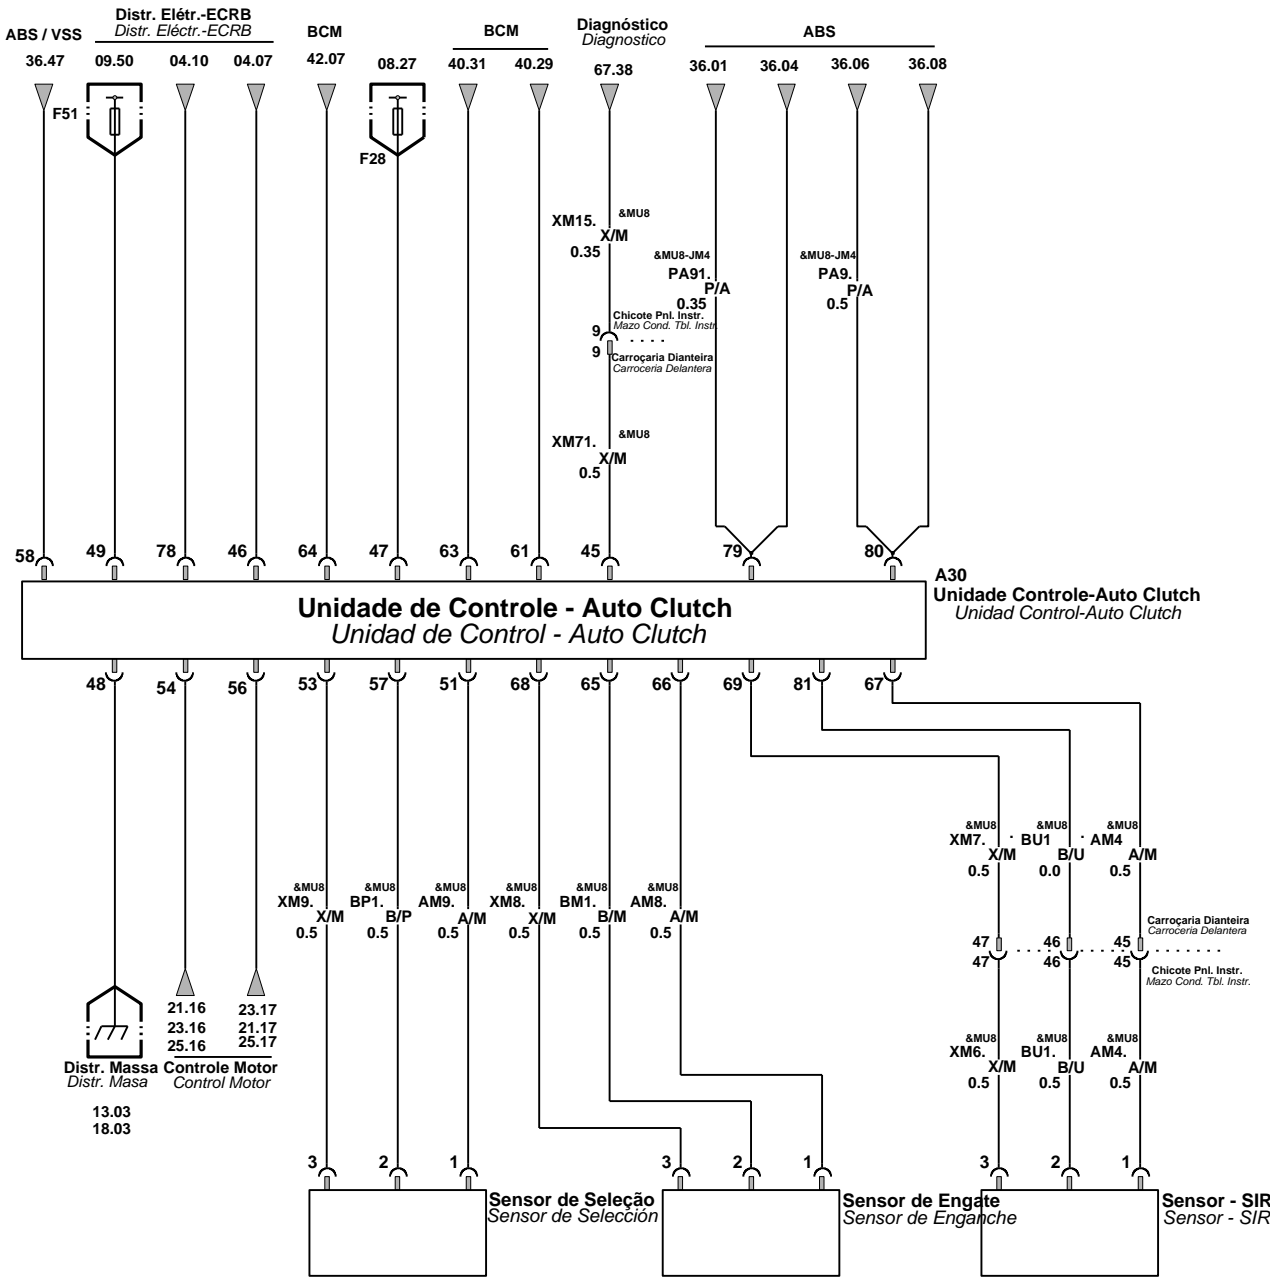 Distr. Elétr.-ECRB
Distr. Eléctr.-ECRB
ABS / VSS
BCM
BCM
Diagnóstico
Diagnostico
ABS
36.47
09.50
04.10
04.07
42.07
08.27
40.31
40.29
67.38
36.01
36.04
36.06
36.08
F51
F28
&MU8
XM15.
X/M
0.35
&MU8-JM4
PA91.
P/A
0.35
&MU8-JM4
PA9.
P/A
0.5
Chicote Pnl. Instr.
Mazo Cond. Tbl. Instr.
9
9
Carroçaria Dianteira
Carroceria Delantera
&MU8
XM71.
X/M
0.5
58
49
78
46
64
47
63
61
45
79
80
A30
Unidade Controle-Auto Clutch
Unidad Control-Auto Clutch
Unidade de Controle - Auto Clutch
Unidad de Control - Auto Clutch
48
54
56
53
57
51
68
65
66
69
81
67
&MU8
XM7.
X/M
0.5
&MU8
BU1
B/U
0.0
&MU8
AM4
A/M
0.5
&MU8
XM9.
X/M
0.5
&MU8
BP1.
B/P
0.5
&MU8
AM9.
A/M
0.5
&MU8
XM8.
X/M
0.5
&MU8
BM1.
B/M
0.5
&MU8
AM8.
A/M
0.5
Carroçaria Dianteira
Carroceria Delantera
47
46
45
47
46
45
Chicote Pnl. Instr.
Mazo Cond. Tbl. Instr.
21.16
23.16
25.16
23.17
21.17
25.17
&MU8
XM6.
X/M
0.5
&MU8
BU1.
B/U
0.5
&MU8
AM4.
A/M
0.5
Distr. Massa
Distr. Masa
Controle Motor
Control Motor
13.03
18.03
3
2
1
3
2
1
3
2
1
Sensor de Seleção
Sensor de Selección
Sensor de Engate
Sensor de Enganche
Sensor - SIR
Sensor - SIR